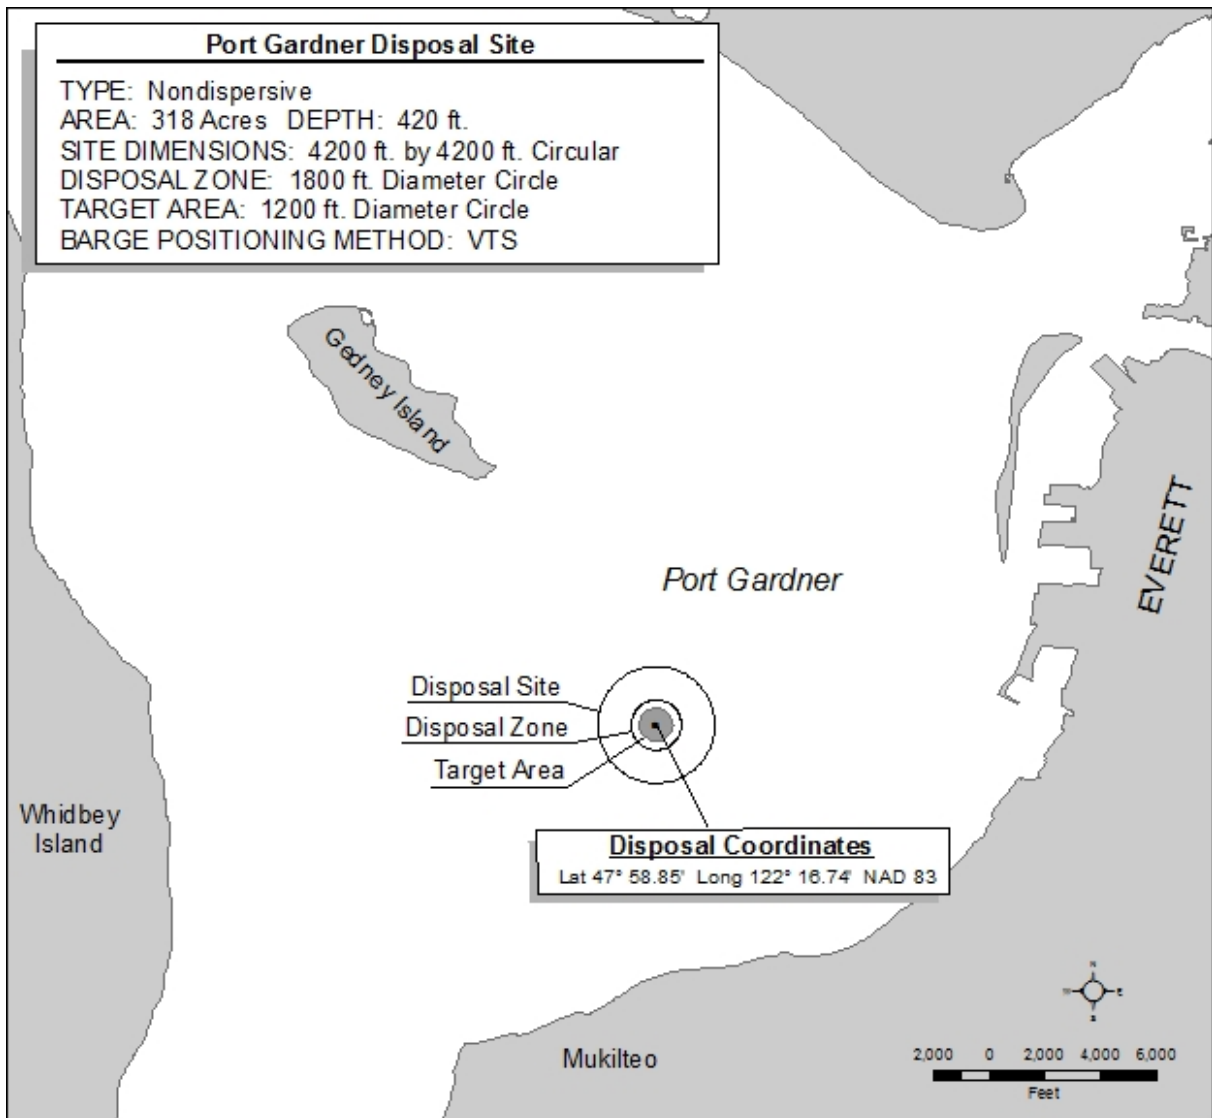 Port Gardner Disposal Site
TYPE: Nondispersive
AREA: 318 Acres DEPTH: 420 ft.
SITE DIMENSIONS: 4200 ft. by 4200 ft. Circular
DISPOSAL ZONE: 1800 ft. Diameter Circle
TARGET AREA: 1200 ft. Diameter Circle
BARGE POSITIONING METHOD: VTS
Gedney Island
EVERETT
Port Gardner
Disposal Site
Disposal Zone
Target Area
Whidbey
Island
Disposal Coordinates
Lat 47° 58.85' Long 122° 16.74' NAD 83
Mukilteo
N
W E
S
2,000 0 2,000 4,000 6,000
Feet